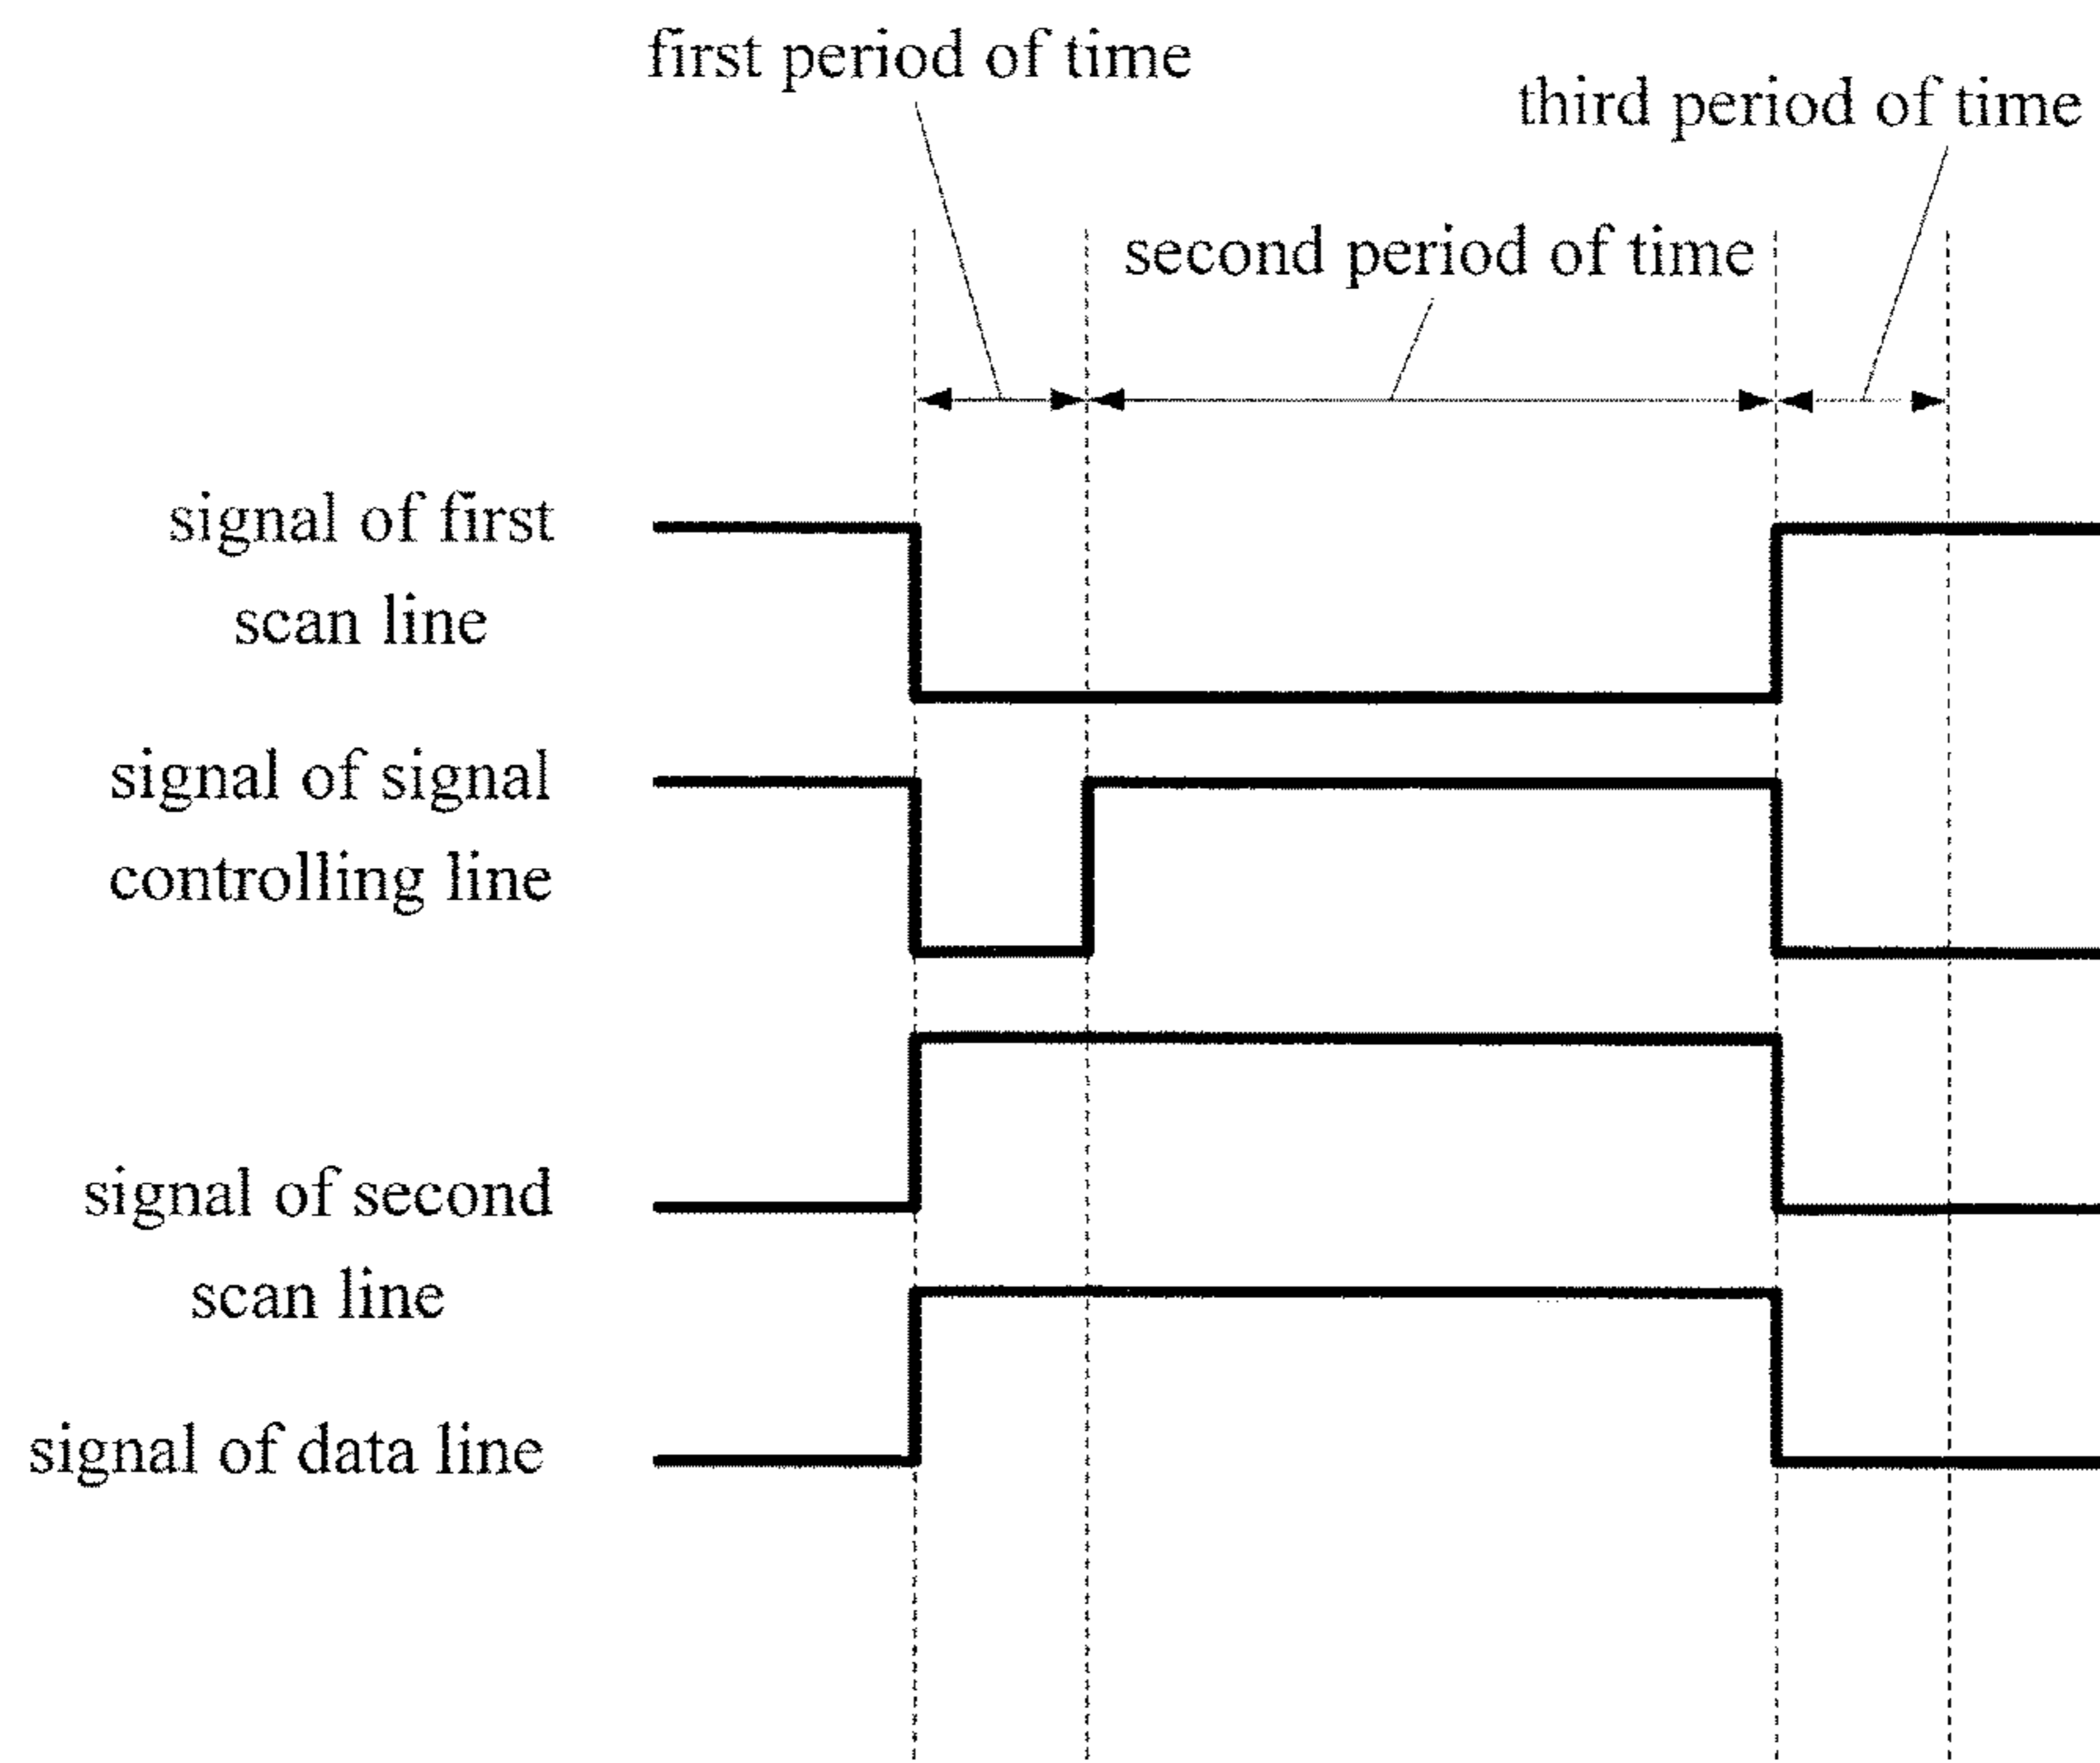 first period of time
third period of time
second period of time
signal of first
scan line
signal of signal
controlling line
signal of second
scan line
signal of data line